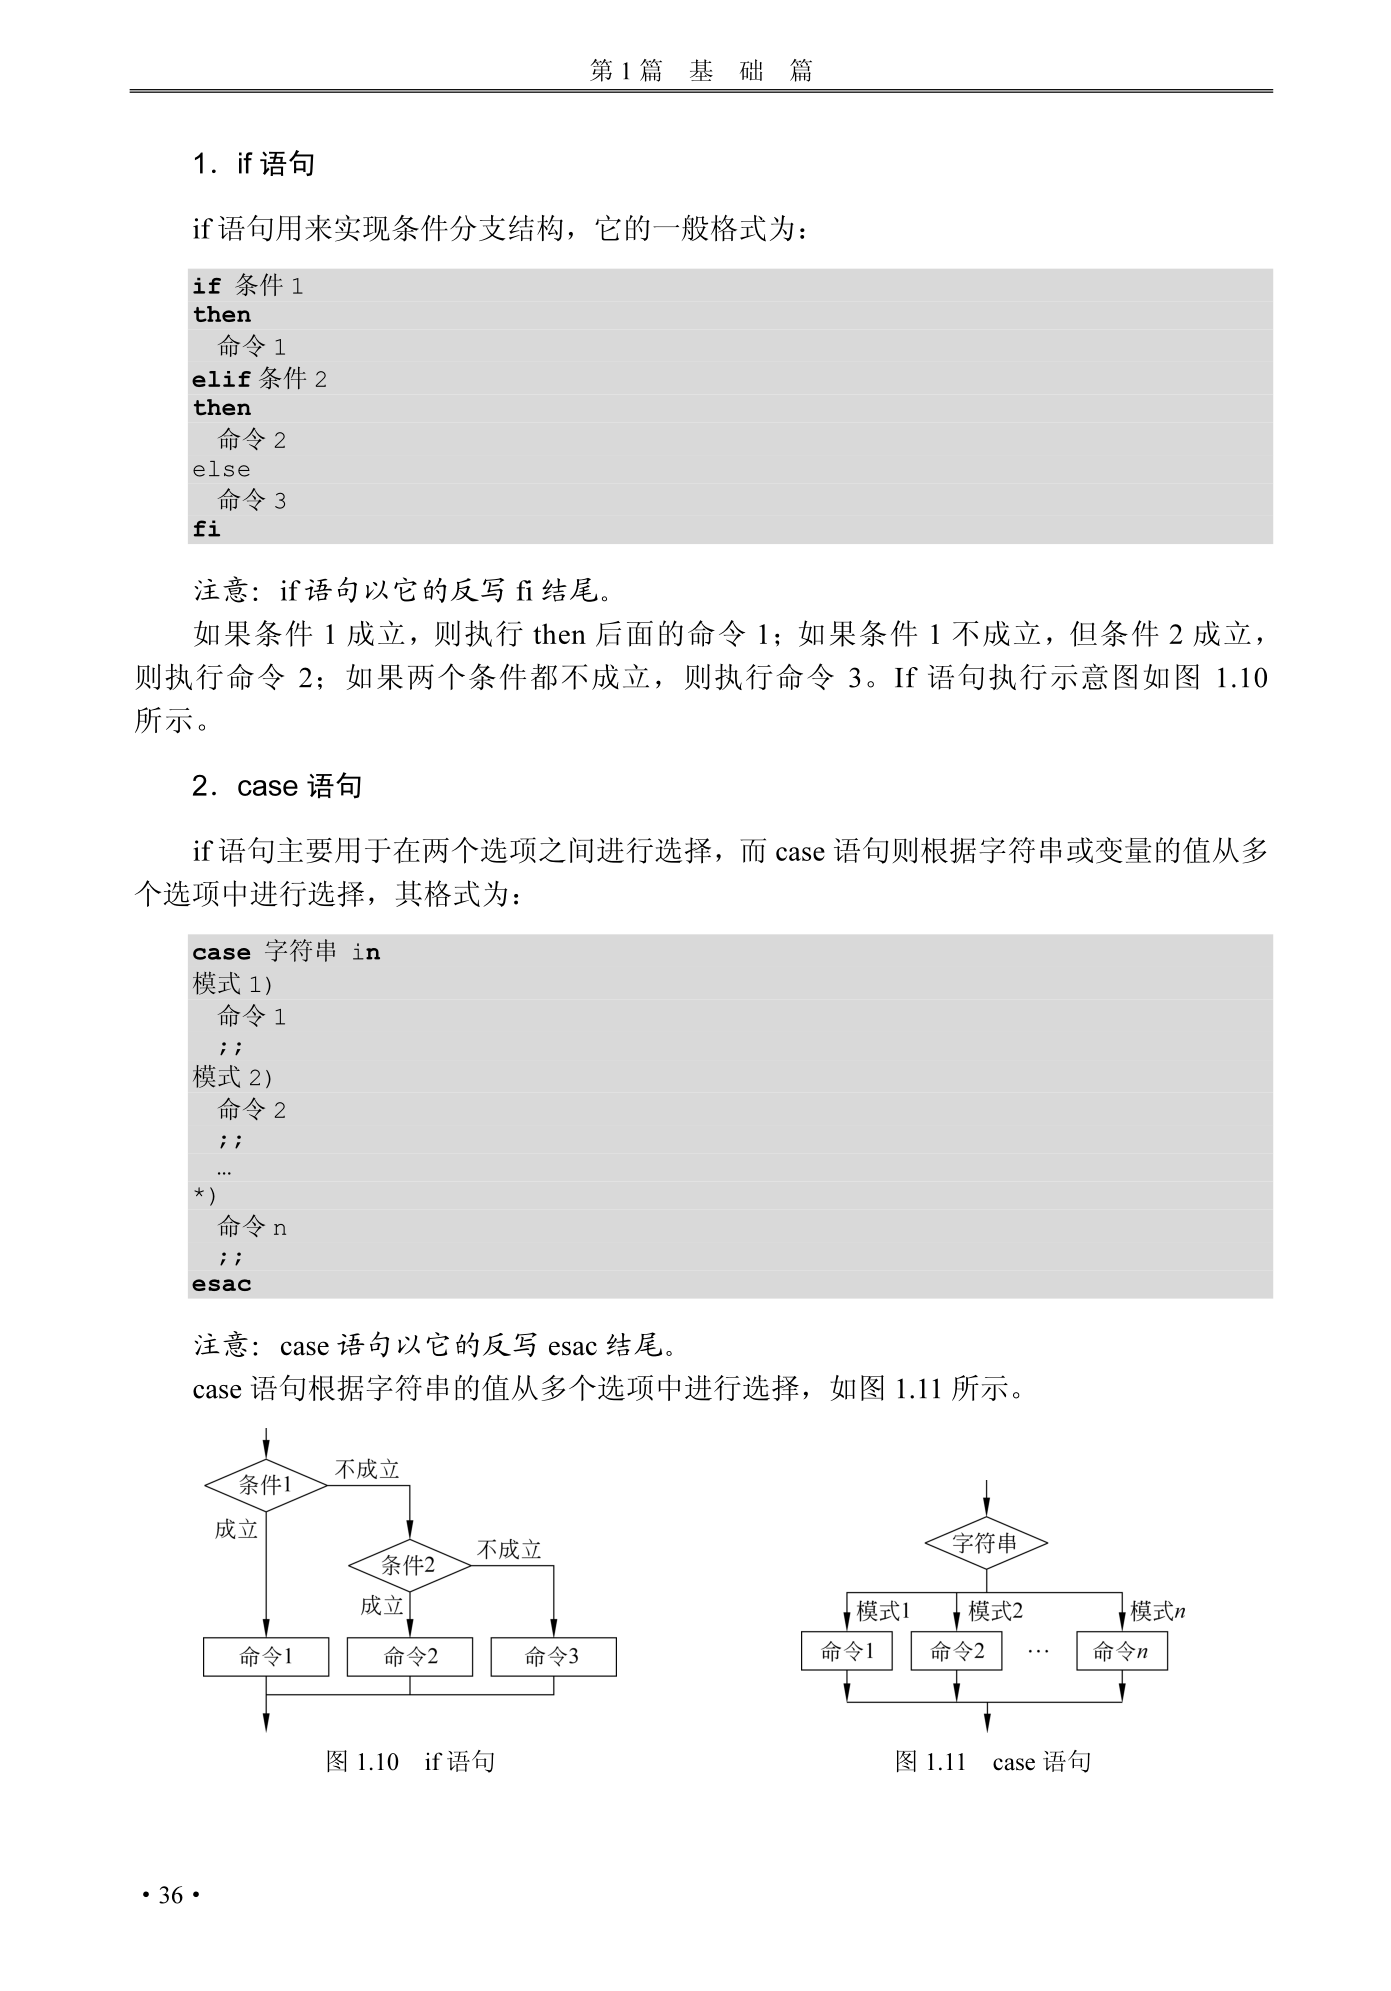 第 1 篇 基 础 篇
1. if 语句
if 语句用来实现条件分支结构，它的一般格式为：
if 条件 1
then
命令 1
elif 条件 2
then
命令 2
else
命令 3
fi
注意：if 语句以它的反写 fi 结尾。
如果条件 1 成立，则执行 then 后面的命令 1；如果条件 1 不成立，但条件 2 成立，
则执行命令 2；如果两个条件都不成立，则执行命令 3。If 语句执行示意图如图 1.10
所示。
2. case 语句
if 语句主要用于在两个选项之间进行选择，而 case 语句则根据字符串或变量的值从多
个选项中进行选择，其格式为：
case 字符串 in
模式 1)
命令 1
;;
模式 2)
命令 2
;;
…
*)
命令 n
;;
esac
注意：case 语句以它的反写 esac 结尾。
case 语句根据字符串的值从多个选项中进行选择，如图 1.11 所示。
条件1
不成立
成立
条件2
不成立
成立
命令1
命令2
命令3
图 1.10 if 语句
字符串
模式1
模式2
模式n
命令1
命令2
…
命令n
图 1.11 case 语句
·36·